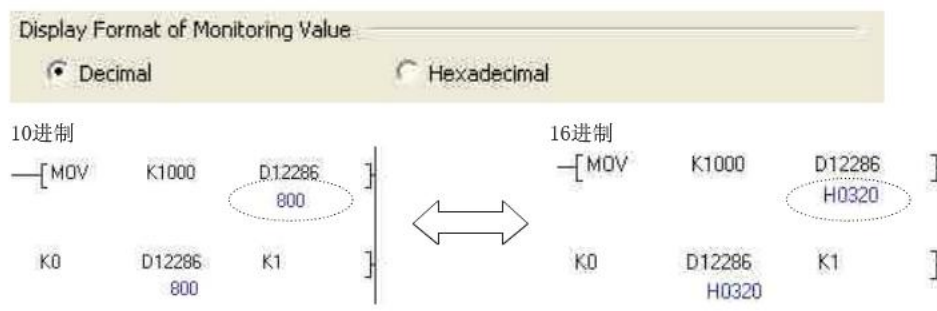 Display Format of Monitoring Value
Decimal Hexadecimal
10进制 16进制
[MOV K1000 D12286 ] [MOV K1000 D12286 ]
800 H0320
K0 D12286 K1 ] K0 D12286 K1 ]
800 H0320